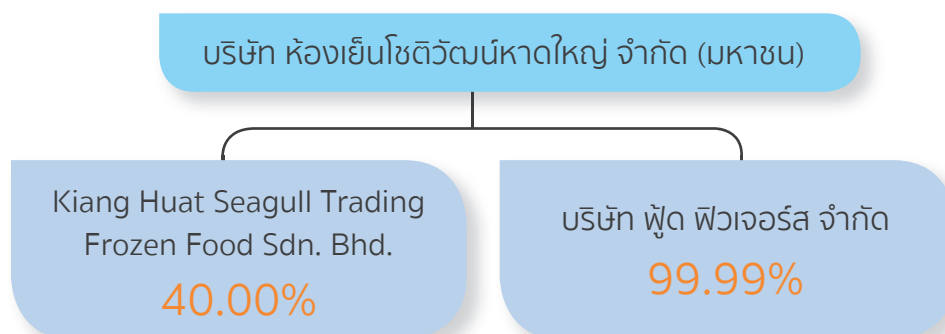 บริษัท ห้องเย็นโชติวัฒน์หาดใหญ่ จำกัด (มหาชน)
Kiang Huat Seagull Trading
Frozen Food Sdn. Bhd.
40.00%
บริษัท ฟู้ด ฟิวเจอร์ส จำกัด
99.99%